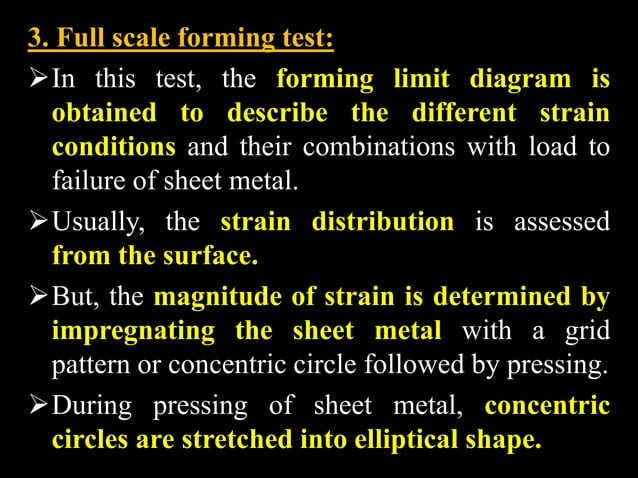 3. Full scale forming test:
➢In this test, the forming limit diagram is
obtained to describe the different strain
conditions and their combinations with load to
failure of sheet metal.
➢Usually, the strain distribution is assessed
from the surface.
➢But, the magnitude of strain is determined by
impregnating the sheet metal with a grid
pattern or concentric circle followed by pressing.
➢During pressing of sheet metal, concentric
circles are stretched into elliptical shape.